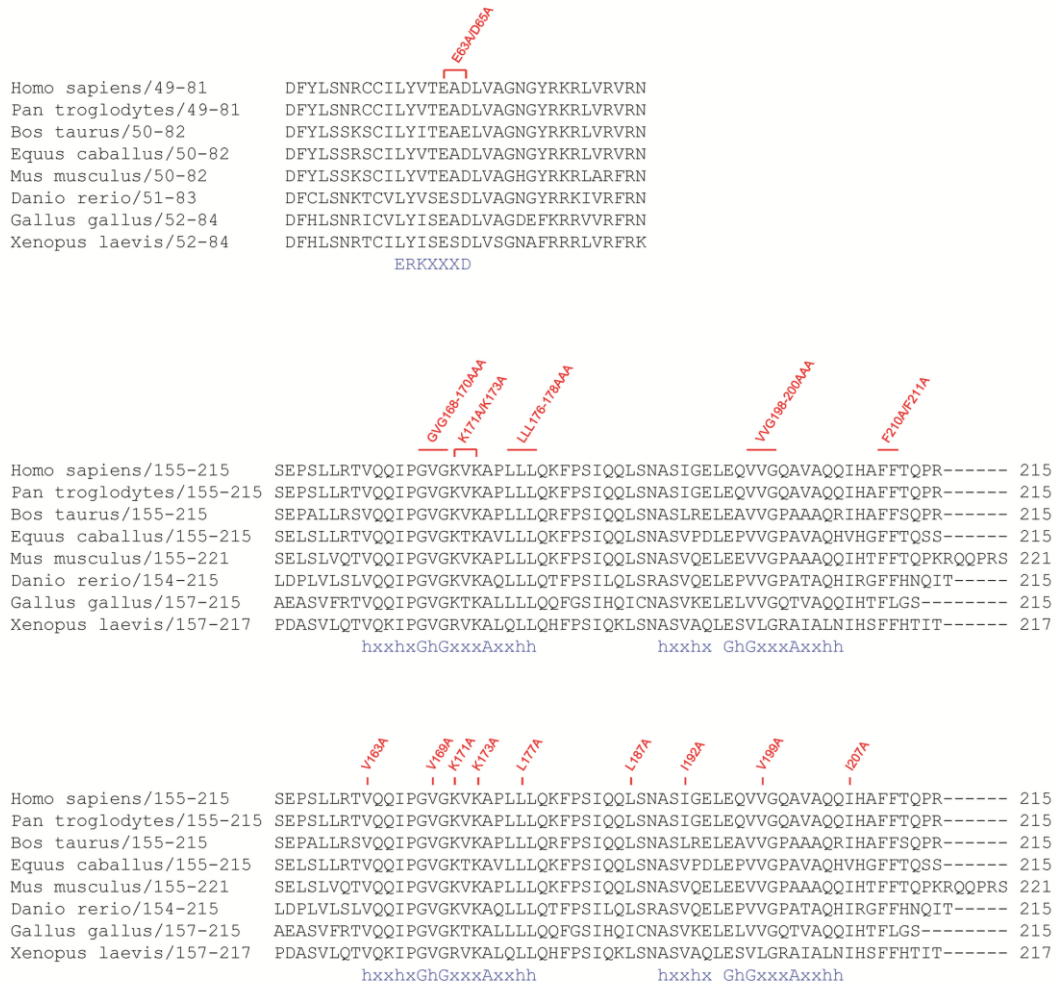 E63A/D65A
Homo sapiens/49-81 DFYLSNRCCILYVTEADLVAGNGYRKRLVRVRN
Pan troglodytes/49-81 DFYLSNRCCILYVTEADLVAGNGYRKRLVRVRN
Bos taurus/50-82 DFYLSSKSCILYITEAELVAGNGYRKRLVRVRN
Equus caballus/50-82 DFYLSSRSCILYVTEADLVAGNGYRKRLVRVRN
Mus musculus/50-82 DFYLSSKSCILYVTEADLVAGHGYRKRLARVRN
Danio rerio/51-83 DFCLSNKTCVLYVSESDLVAGNGYRRKIVRFRN
Gallus gallus/52-84 DFHLSNRICVLYISEADLVAGDEFKRRVVRFRN
Xenopus laevis/52-84 DFHLSNRTCILYISESDLVSGNAFRRRLVRFRK
ERKXXXD
GVG168-170AAA K171A/K173A LLL176-178AAA VVG198-200AAA F210A/F211A
Homo sapiens/155-215 SEPSLLRTVQQIPGVGKVKAPLLLQKFPSIQQLSNASIGELEQVVGQAVAQQIHAFFTQPR------ 215
Pan troglodytes/155-215 SEPSLLRTVQQIPGVGKVKAPLLLQKFPSIQQLSNASIGELEQVVGQAVAQQIHAFFTQPR------ 215
Bos taurus/155-215 SEPALLRSVQQIPGVGKVKAPLLLQRFPSIQQLSNASLRELEAVVGPAAAQRIHAFFSQPR------ 215
Equus caballus/155-215 SELSLLRTVQQIPGVGKTKAVLLLQKFPSIQQLSNASVPDLEPVVGPAVAQHVHGFFTQSS------ 215
Mus musculus/155-221 SELSLVQTVQQIPGVGKVKAPLLLQKFPSIQQLSNASVQELEEVVGPAAAQQIHTFFTQPKRQQPRS 221
Danio rerio/154-215 LDPLVLSLVQQIPGVGKVKAQLLLQTFPSILQLSRASVQELEPVVGPATAQHIRGFFHNQIT----- 215
Gallus gallus/157-215 AEASVFRTVQQIPGVGKTKALLLLQQFGSIHQICNASVKELELVVGQTVAQQIHTFLGS-------- 215
Xenopus laevis/157-217 PDASVLQTVQKIPGVGRVKALQLLQHFPSIQKLSNASVAQLESVLGRAIALNIHSFFHTIT------ 217
hxxhxGhGxxxAxxhh hxxhx GhGxxxAxxhh
V163A V169A K171A K173A L177A L187A I192A V199A I207A
Homo sapiens/155-215 SEPSLLRTVQQIPGVGKVKAPLLLQKFPSIQQLSNASIGELEQVVGQAVAQQIHAFFTQPR------ 215
Pan troglodytes/155-215 SEPSLLRTVQQIPGVGKVKAPLLLQKFPSIQQLSNASIGELEQVVGQAVAQQIHAFFTQPR------ 215
Bos taurus/155-215 SEPALLRSVQQIPGVGKVKAPLLLQRFPSIQQLSNASLRELEAVVGPAAAQRIHAFFSQPR------ 215
Equus caballus/155-215 SELSLLRTVQQIPGVGKTKAVLLLQKFPSIQQLSNASVPDLEPVVGPAVAQHVHGFFTQSS------ 215
Mus musculus/155-221 SELSLVQTVQQIPGVGKVKAPLLLQKFPSIQQLSNASVQELEEVVGPAAAQQIHTFFTQPKRQQPRS 221
Danio rerio/154-215 LDPLVLSLVQQIPGVGKVKAQLLLQTFPSILQLSRASVQELEPVVGPATAQHIRGFFHNQIT----- 215
Gallus gallus/157-215 AEASVFRTVQQIPGVGKTKALLLLQQFGSIHQICNASVKELELVVGQTVAQQIHTFLGS-------- 215
Xenopus laevis/157-217 PDASVLQTVQKIPGVGRVKALQLLQHFPSIQKLSNASVAQLESVLGRAIALNIHSFFHTIT------ 217
hxxhxGhGxxxAxxhh hxxhx GhGxxxAxxhh